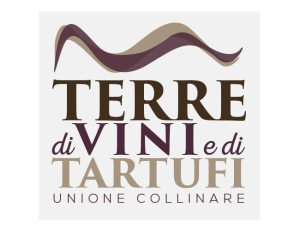 TERRE
di VINI e di
TARTUFI
UNIONE COLLINARE